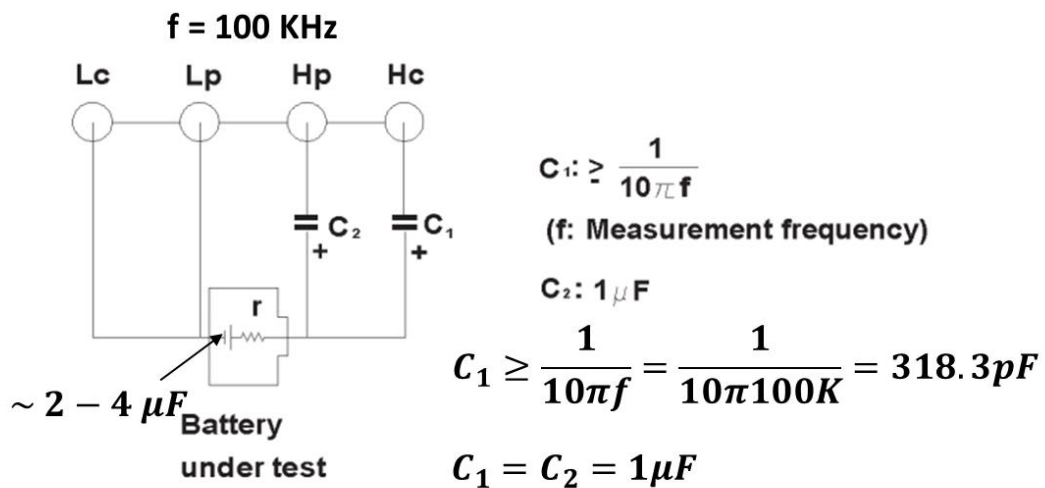 f = 100 KHz
Lc Lp Hp Hc
C₁: ≥ 1/10πf
C₂ C₁
(f: Measurement frequency)
+ +
C₂: 1μF
r
C₁ ≥ 1/10πf = 1/10π100K = 318.3pF
~ 2 − 4 μF
Battery
under test
C₁ = C₂ = 1μF